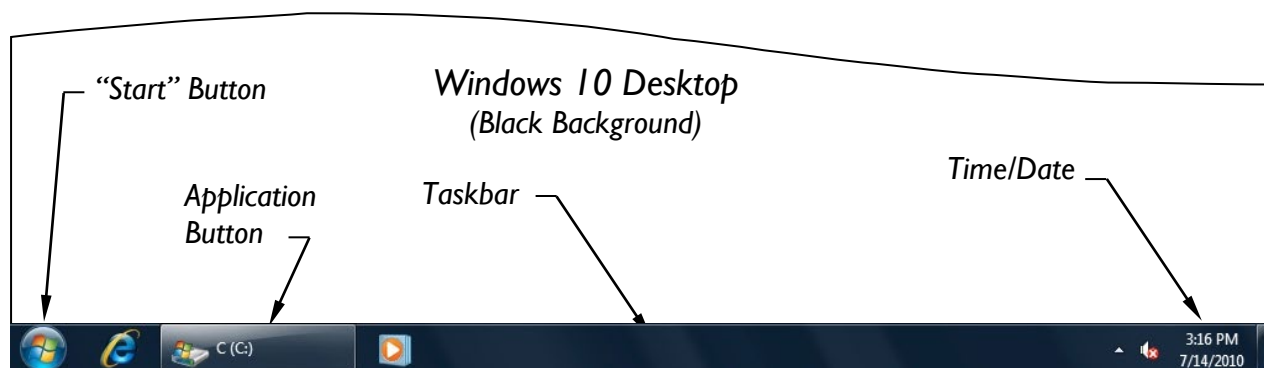 Windows 10 Desktop
(Black Background)
“Start” Button
Application
Button
Taskbar
Time/Date
C (C:)
3:16 PM
7/14/2010